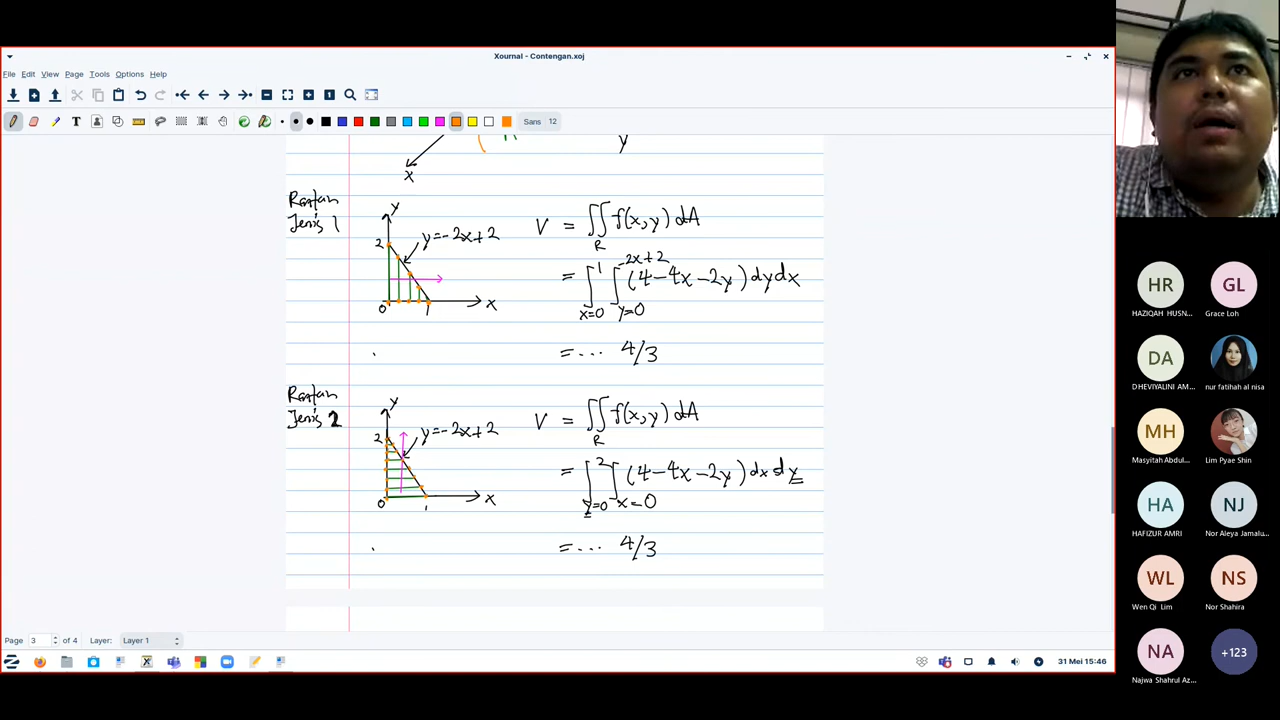 Xournal - Contengan.xoj
File Edit View Page Tools Options Help
Sans 12
x
y
Rantau
Jenis 1
y
2
y=-2x+2
0
1
x
V = ∬_R f(x,y) dA
= ∫_{x=0}^{1} ∫_{y=0}^{-2x+2} (4-4x-2y) dy dx
= ... 4/3
Rantau
Jenis 2
y
2
y=-2x+2
0
1
x
V = ∬_R f(x,y) dA
= ∫_{y=0}^{2} ∫_{x=0} (4-4x-2y) dx dy
= ... 4/3
Page 3 of 4 Layer: Layer 1
31 Mei 15:46
HR
HAZIQAH HUSN...
GL
Grace Loh
DA
DHEVIYALINI AM...
nur fatihah al nisa
MH
Masyitah Abdul...
Lim Pyae Shin
HA
HAFIZUR AMRI
NJ
Nor Aleya Jamalu...
WL
Wen Qi Lim
NS
Nor Shahira
NA
Najwa Shahrul Az...
+123